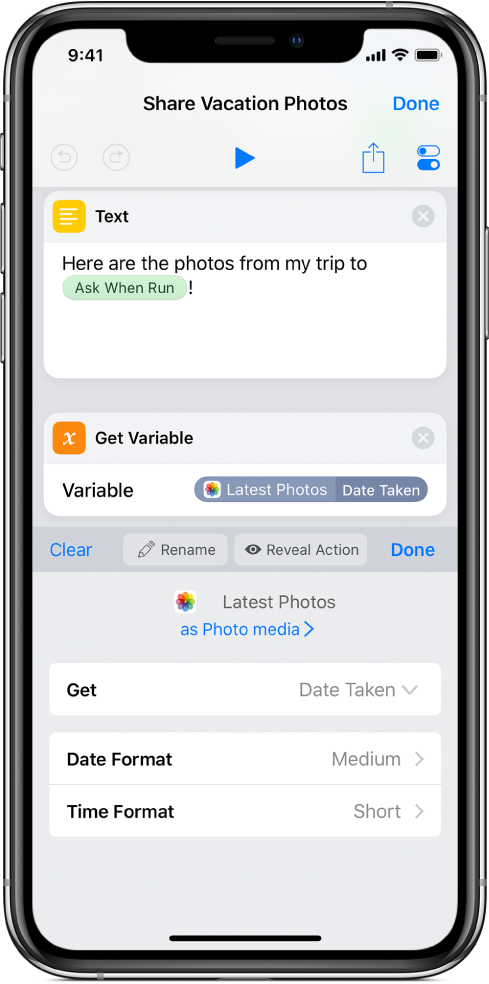 9:41
Share Vacation Photos Done
Text
Here are the photos from my trip to
Ask When Run !
x Get Variable
Variable Latest Photos Date Taken
Clear Rename Reveal Action Done
Latest Photos
as Photo media
Get Date Taken
Date Format Medium
Time Format Short